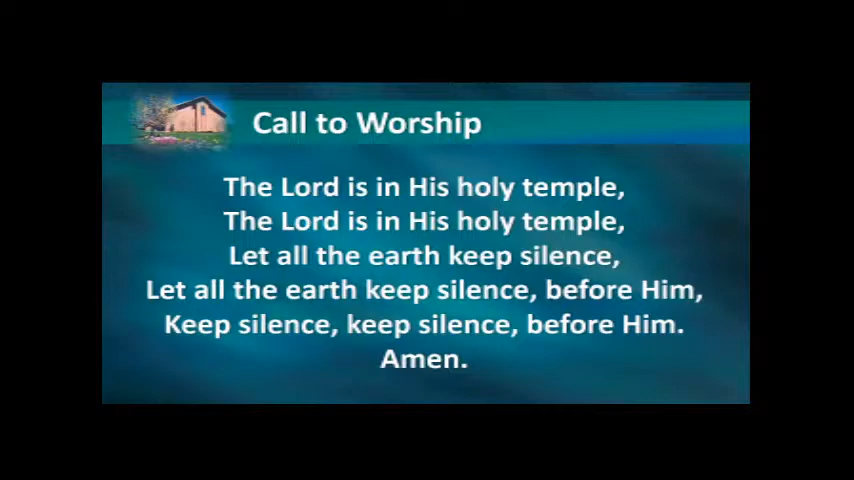 Call to Worship
The Lord is in His holy temple,
The Lord is in His holy temple,
Let all the earth keep silence,
Let all the earth keep silence, before Him,
Keep silence, keep silence, before Him.
Amen.